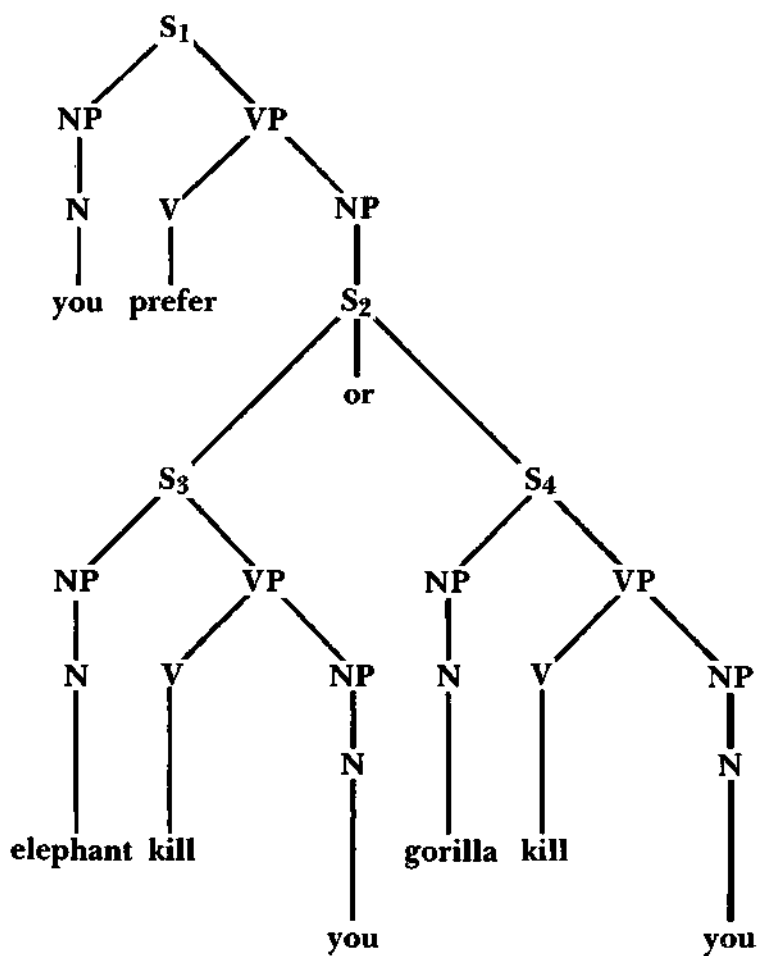 S1
NP VP
N V NP
you prefer S2
or
S3 S4
NP VP NP VP
N V NP N V NP
N N
elephant kill gorilla kill
you you